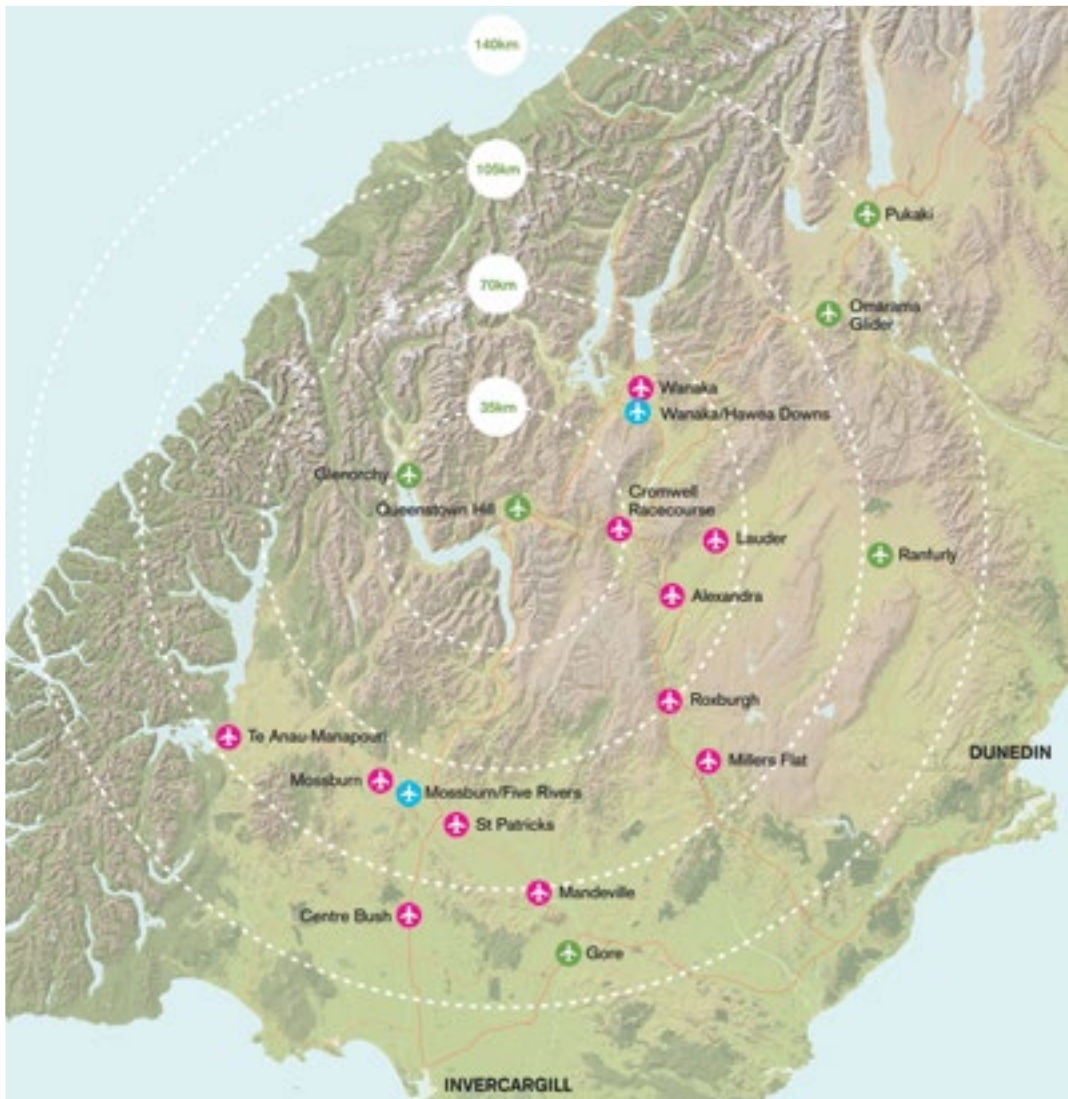 140km
105km
Pukaki
70km
Omarama
Glider
Wanaka
35km
Wanaka/Hawea Downs
Glenorchy
Queenstown Hill
Cromwell
Racecourse
Lauder
Ranfurly
Alexandra
Roxburgh
Te Anau-Manapouri
DUNEDIN
Millers Flat
Mossburn
Mossburn/Five Rivers
St Patricks
Mandeville
Centre Bush
Gore
INVERCARGILL